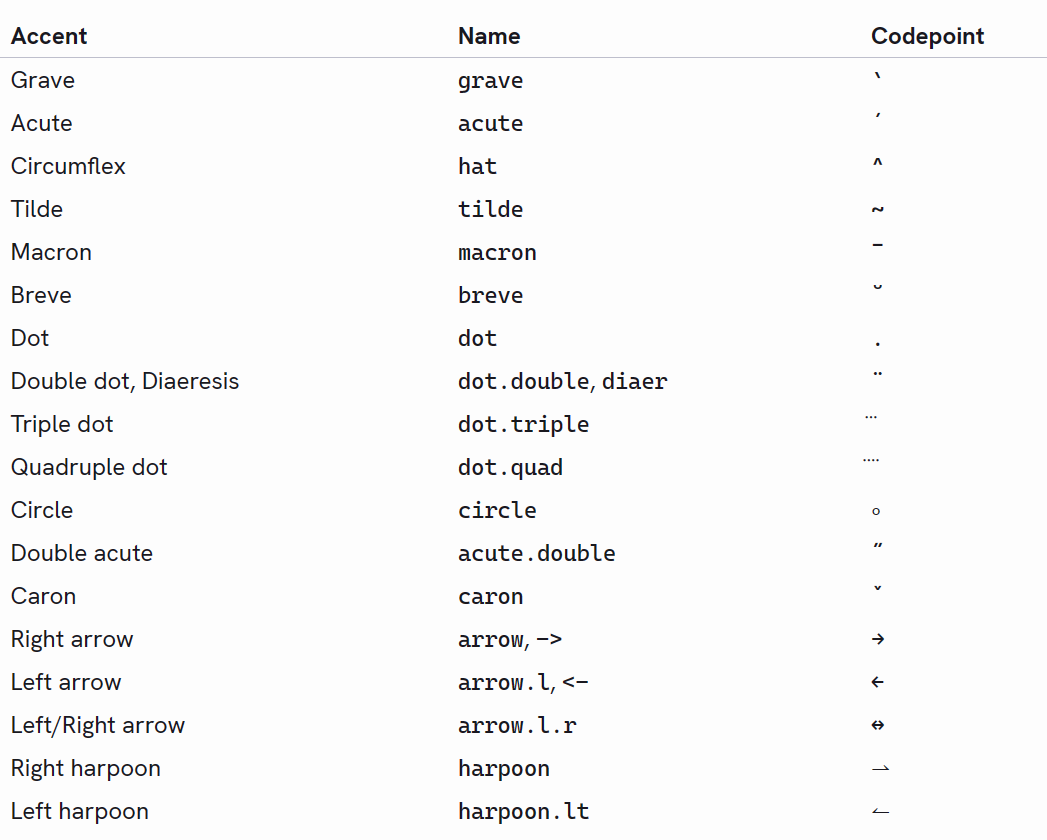 Accent Name Codepoint
Grave grave `
Acute acute ´
Circumflex hat ^
Tilde tilde ~
Macron macron ¯
Breve breve ˘
Dot dot .
Double dot, Diaeresis dot.double, diaer ¨
Triple dot dot.triple ⃛
Quadruple dot dot.quad ⃜
Circle circle ∘
Double acute acute.double ˝
Caron caron ˇ
Right arrow arrow, -> →
Left arrow arrow.l, <- ←
Left/Right arrow arrow.l.r ↔
Right harpoon harpoon ⇀
Left harpoon harpoon.lt ↼